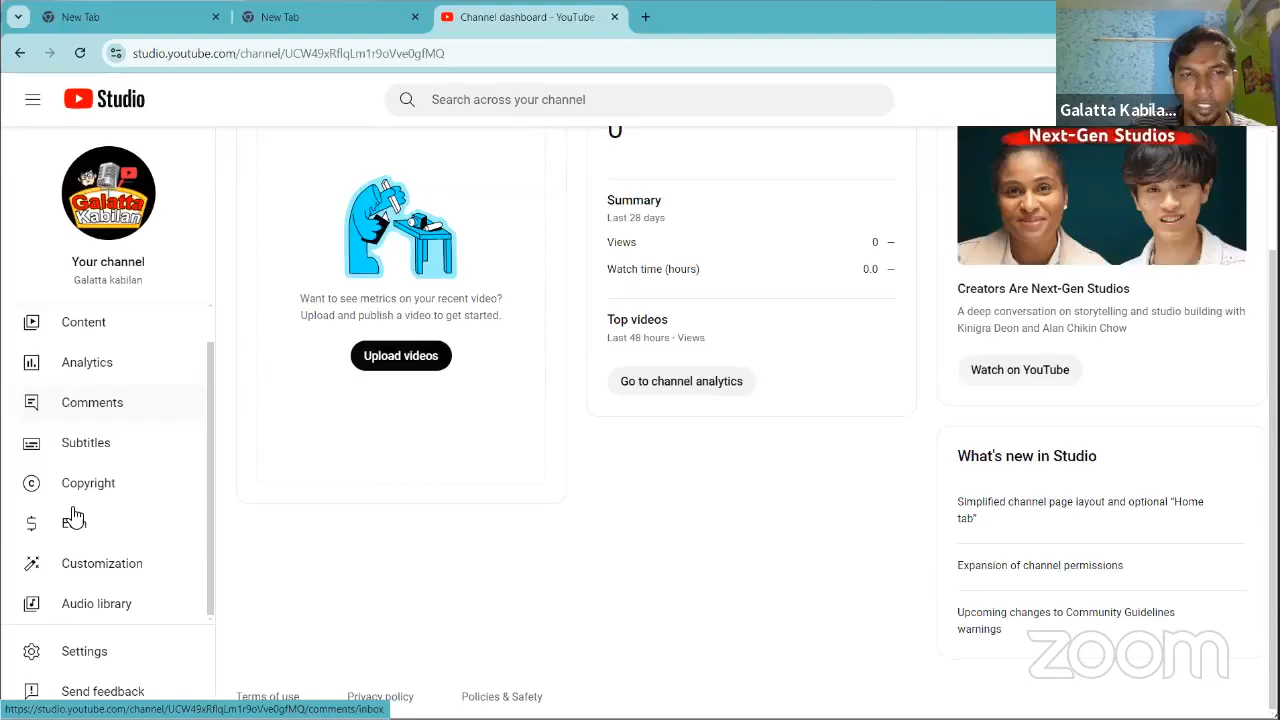 New Tab
New Tab
Channel dashboard - YouTube
studio.youtube.com/channel/UCW49xRflqLm1r9oVve0gfMQ
Studio
Search across your channel
Galatta Kabila...
Galatta
Kabilan
Your channel
Galatta kabilan
Content
Analytics
Comments
Subtitles
Copyright
Customization
Audio library
Settings
Send feedback
Want to see metrics on your recent video?
Upload and publish a video to get started.
Upload videos
0
Summary
Last 28 days
Views 0 —
Watch time (hours) 0.0 —
Top videos
Last 48 hours · Views
Go to channel analytics
Next-Gen Studios
Creators Are Next-Gen Studios
A deep conversation on storytelling and studio building with
Kinigra Deon and Alan Chikin Chow
Watch on YouTube
What's new in Studio
Simplified channel page layout and optional “Home
tab”
Expansion of channel permissions
Upcoming changes to Community Guidelines
warnings
zoom
Terms of use Privacy policy Policies & Safety
https://studio.youtube.com/channel/UCW49xRflqLm1r9oVve0gfMQ/comments/inbox